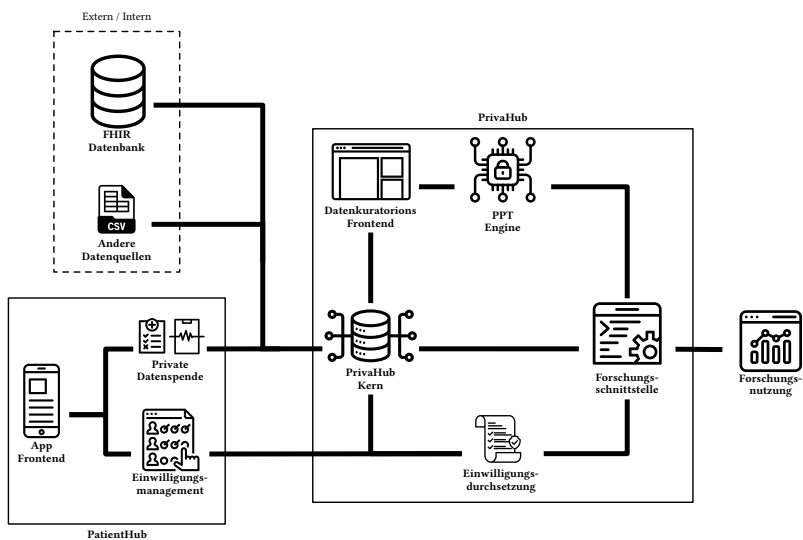 Extern / Intern
FHIR
Datenbank
CSV
Andere
Datenquellen
PrivaHub
Datenkuratorions
Frontend
PPT
Engine
Private
Datenspende
PrivaHub
Kern
Forschungs-
schnittstelle
Forschungs-
nutzung
App
Frontend
Einwilligungs-
management
Einwilligungs-
durchsetzung
PatientHub